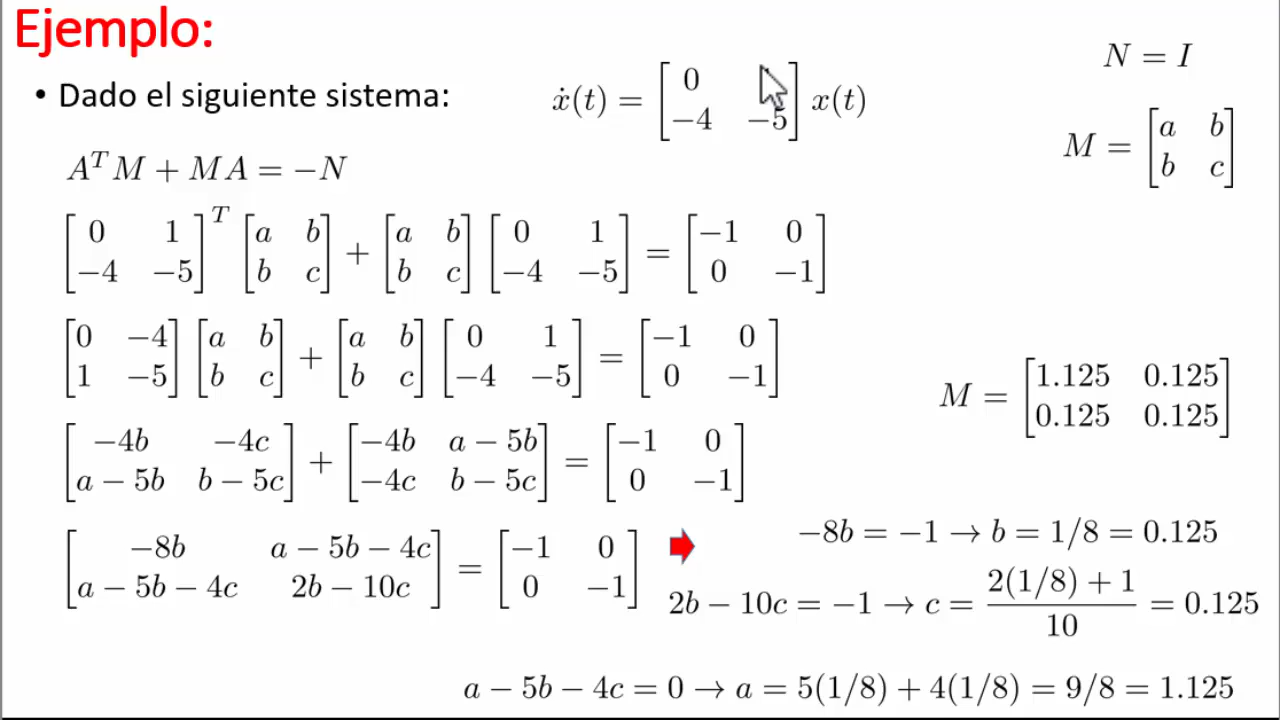 Ejemplo:
• Dado el siguiente sistema:
ẋ(t) = [0 ; −4 −5] x(t)
N = I
M = [a b; b c]
AᵀM + MA = −N
[0 1; −4 −5]ᵀ [a b; b c] + [a b; b c] [0 1; −4 −5] = [−1 0; 0 −1]
[0 −4; 1 −5] [a b; b c] + [a b; b c] [0 1; −4 −5] = [−1 0; 0 −1]
M = [1.125 0.125; 0.125 0.125]
[−4b −4c; a − 5b b − 5c] + [−4b a − 5b; −4c b − 5c] = [−1 0; 0 −1]
[−8b a − 5b − 4c; a − 5b − 4c 2b − 10c] = [−1 0; 0 −1]
−8b = −1 → b = 1/8 = 0.125
2b − 10c = −1 → c = (2(1/8) + 1)/10 = 0.125
a − 5b − 4c = 0 → a = 5(1/8) + 4(1/8) = 9/8 = 1.125